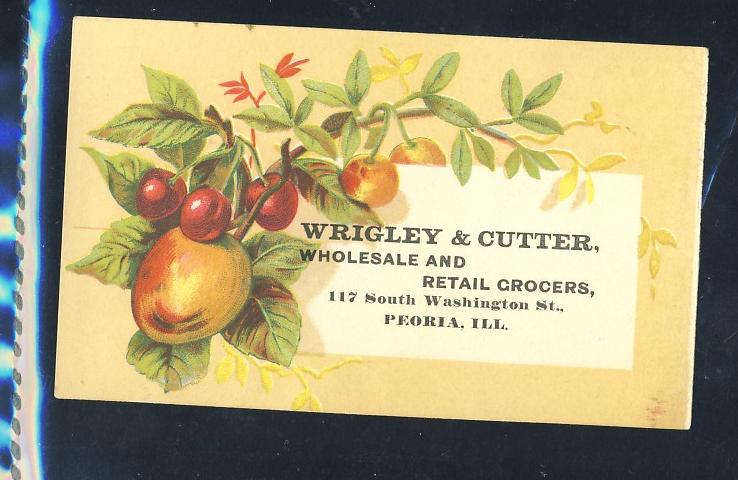 WRIGLEY & CUTTER,
WHOLESALE AND
RETAIL GROCERS,
117 South Washington St.,
PEORIA, ILL.